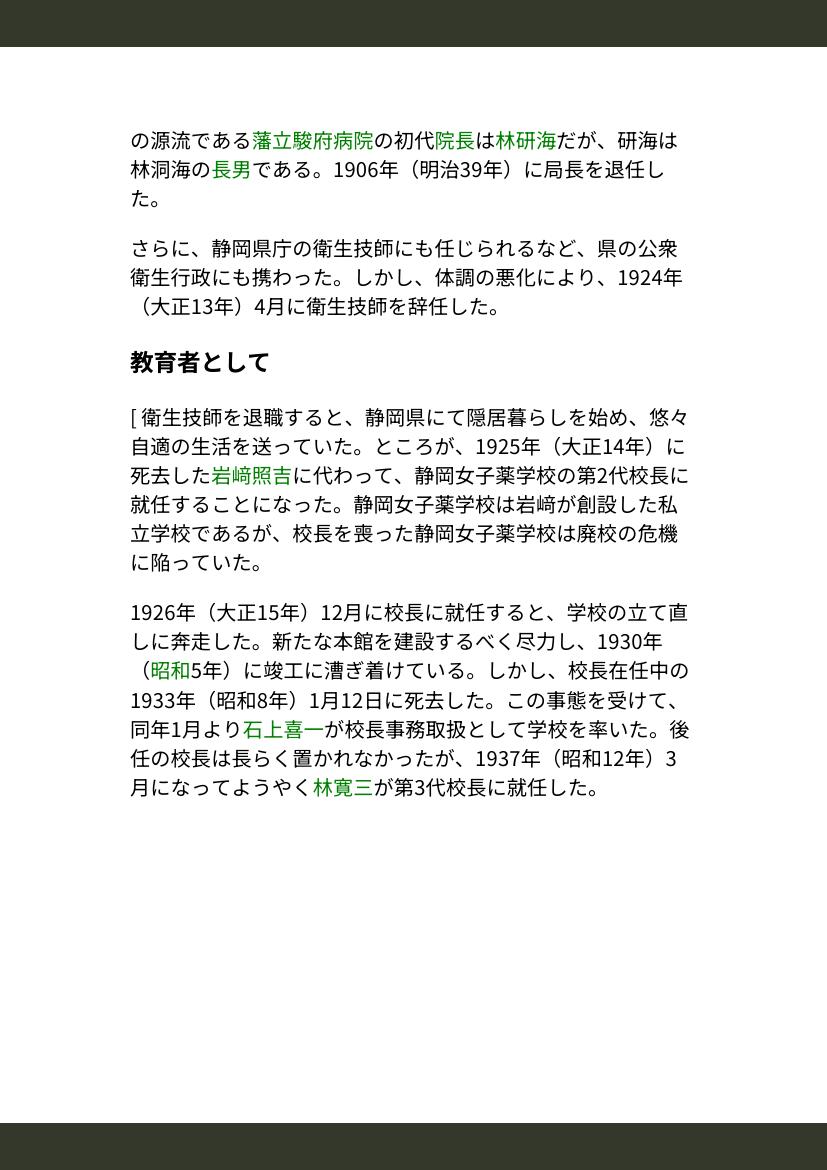 の源流である藩立駿府病院の初代院長は林研海だが、研海は
林洞海の長男である。1906年（明治39年）に局長を退任し
た。
さらに、静岡県庁の衛生技師にも任じられるなど、県の公衆
衛生行政にも携わった。しかし、体調の悪化により、1924年
（大正13年）4月に衛生技師を辞任した。
教育者として
[ 衛生技師を退職すると、静岡県にて隠居暮らしを始め、悠々
自適の生活を送っていた。ところが、1925年（大正14年）に
死去した岩﨑照吉に代わって、静岡女子薬学校の第2代校長に
就任することになった。静岡女子薬学校は岩﨑が創設した私
立学校であるが、校長を喪った静岡女子薬学校は廃校の危機
に陥っていた。
1926年（大正15年）12月に校長に就任すると、学校の立て直
しに奔走した。新たな本館を建設するべく尽力し、1930年
（昭和5年）に竣工に漕ぎ着けている。しかし、校長在任中の
1933年（昭和8年）1月12日に死去した。この事態を受けて、
同年1月より石上喜一が校長事務取扱として学校を率いた。後
任の校長は長らく置かれなかったが、1937年（昭和12年）3
月になってようやく林寛三が第3代校長に就任した。